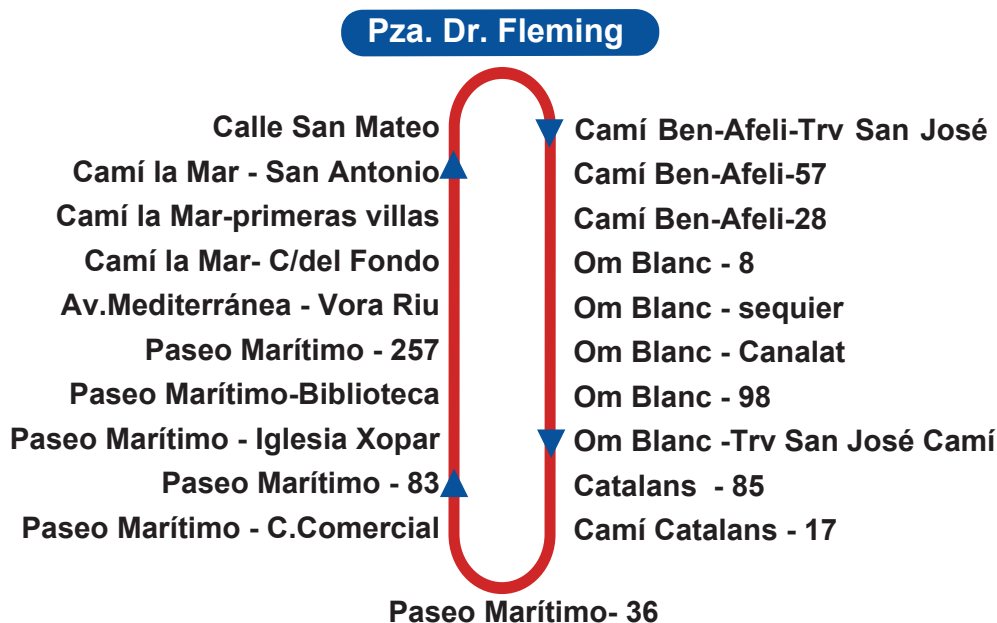 Pza. Dr. Fleming
Calle San Mateo
Camí la Mar - San Antonio
Camí la Mar-primeras villas
Camí la Mar- C/del Fondo
Av.Mediterránea - Vora Riu
Paseo Marítimo - 257
Paseo Marítimo-Biblioteca
Paseo Marítimo - Iglesia Xopar
Paseo Marítimo - 83
Paseo Marítimo - C.Comercial
Camí Ben-Afeli-Trv San José
Camí Ben-Afeli-57
Camí Ben-Afeli-28
Om Blanc - 8
Om Blanc - sequier
Om Blanc - Canalat
Om Blanc - 98
Om Blanc -Trv San José Camí
Catalans - 85
Camí Catalans - 17
Paseo Marítimo- 36